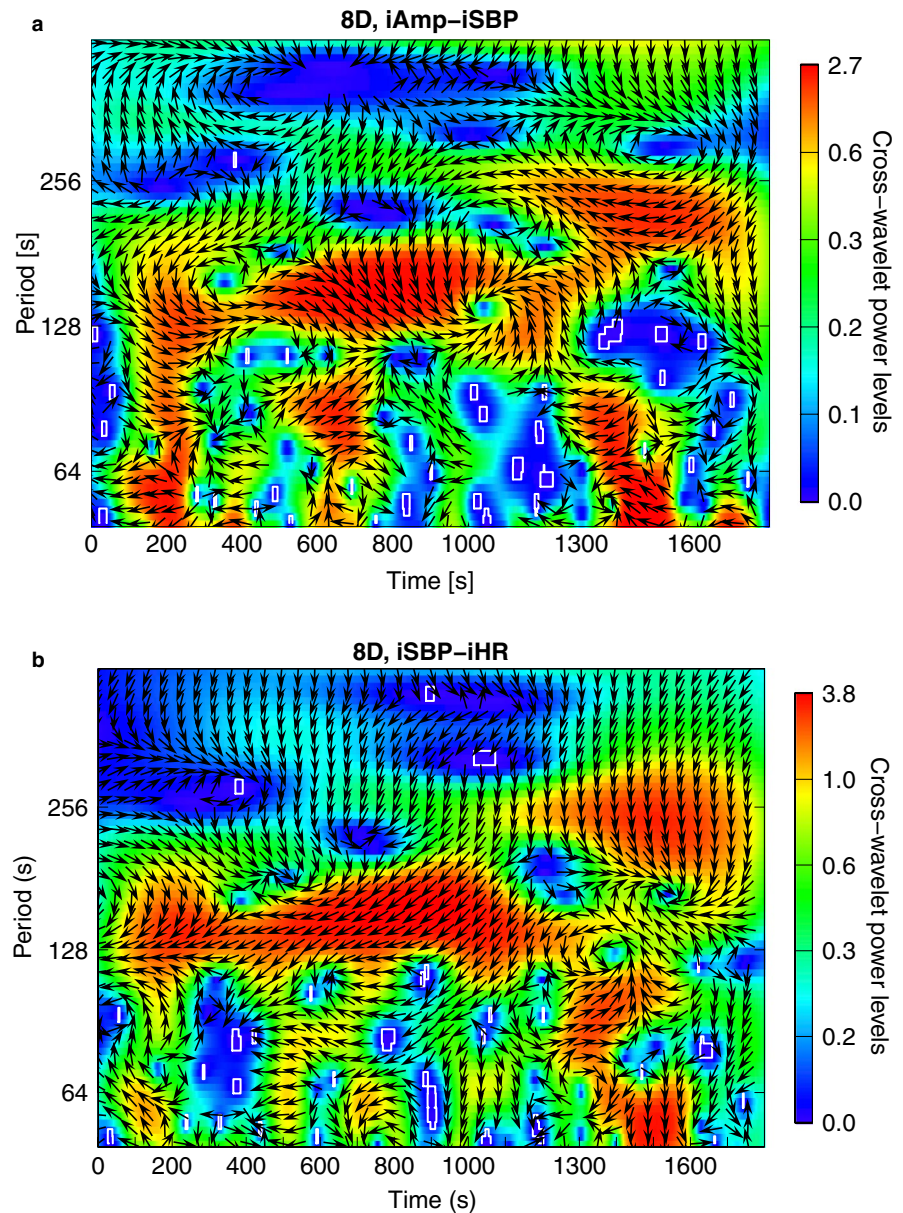 a
8D, iAmp−iSBP
Period [s]
256
128
64
0 200 400 600 800 1000 1300 1600
Time [s]
2.7
0.6
0.3
0.2
0.1
0.0
Cross−wavelet power levels
b
8D, iSBP−iHR
Period (s)
256
128
64
0 200 400 600 800 1000 1300 1600
Time (s)
3.8
1.0
0.6
0.3
0.2
0.0
Cross−wavelet power levels